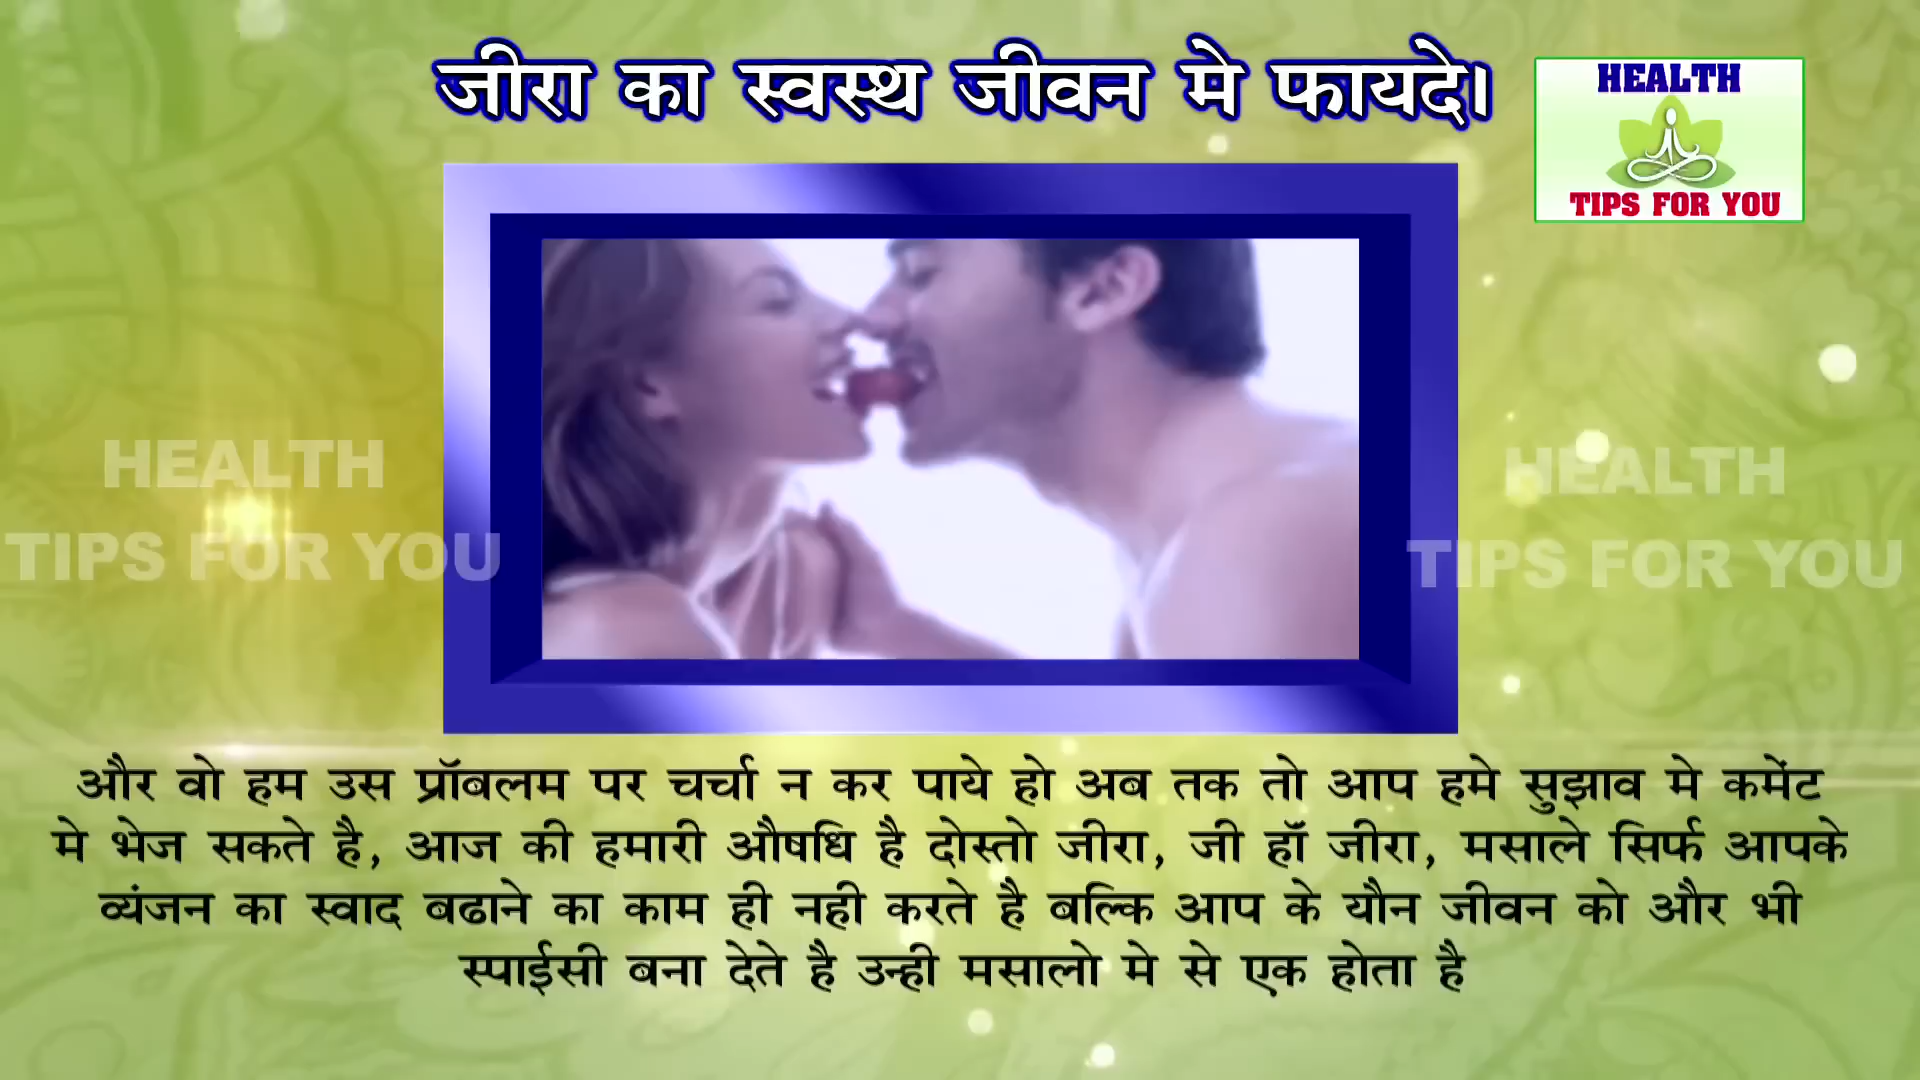 जीरा का स्वस्थ जीवन मे फायदे।
HEALTH
TIPS FOR YOU
HEALTH
TIPS FOR YOU
HEALTH
TIPS FOR YOU
और वो हम उस प्रॉबलम पर चर्चा न कर पाये हो अब तक तो आप हमे सुझाव मे कमेंट
मे भेज सकते है, आज की हमारी औषधि है दोस्तो जीरा, जी हॉ जीरा, मसाले सिर्फ आपके
व्यंजन का स्वाद बढाने का काम ही नही करते है बल्कि आप के यौन जीवन को और भी
स्पाईसी बना देते है उन्ही मसालो मे से एक होता है